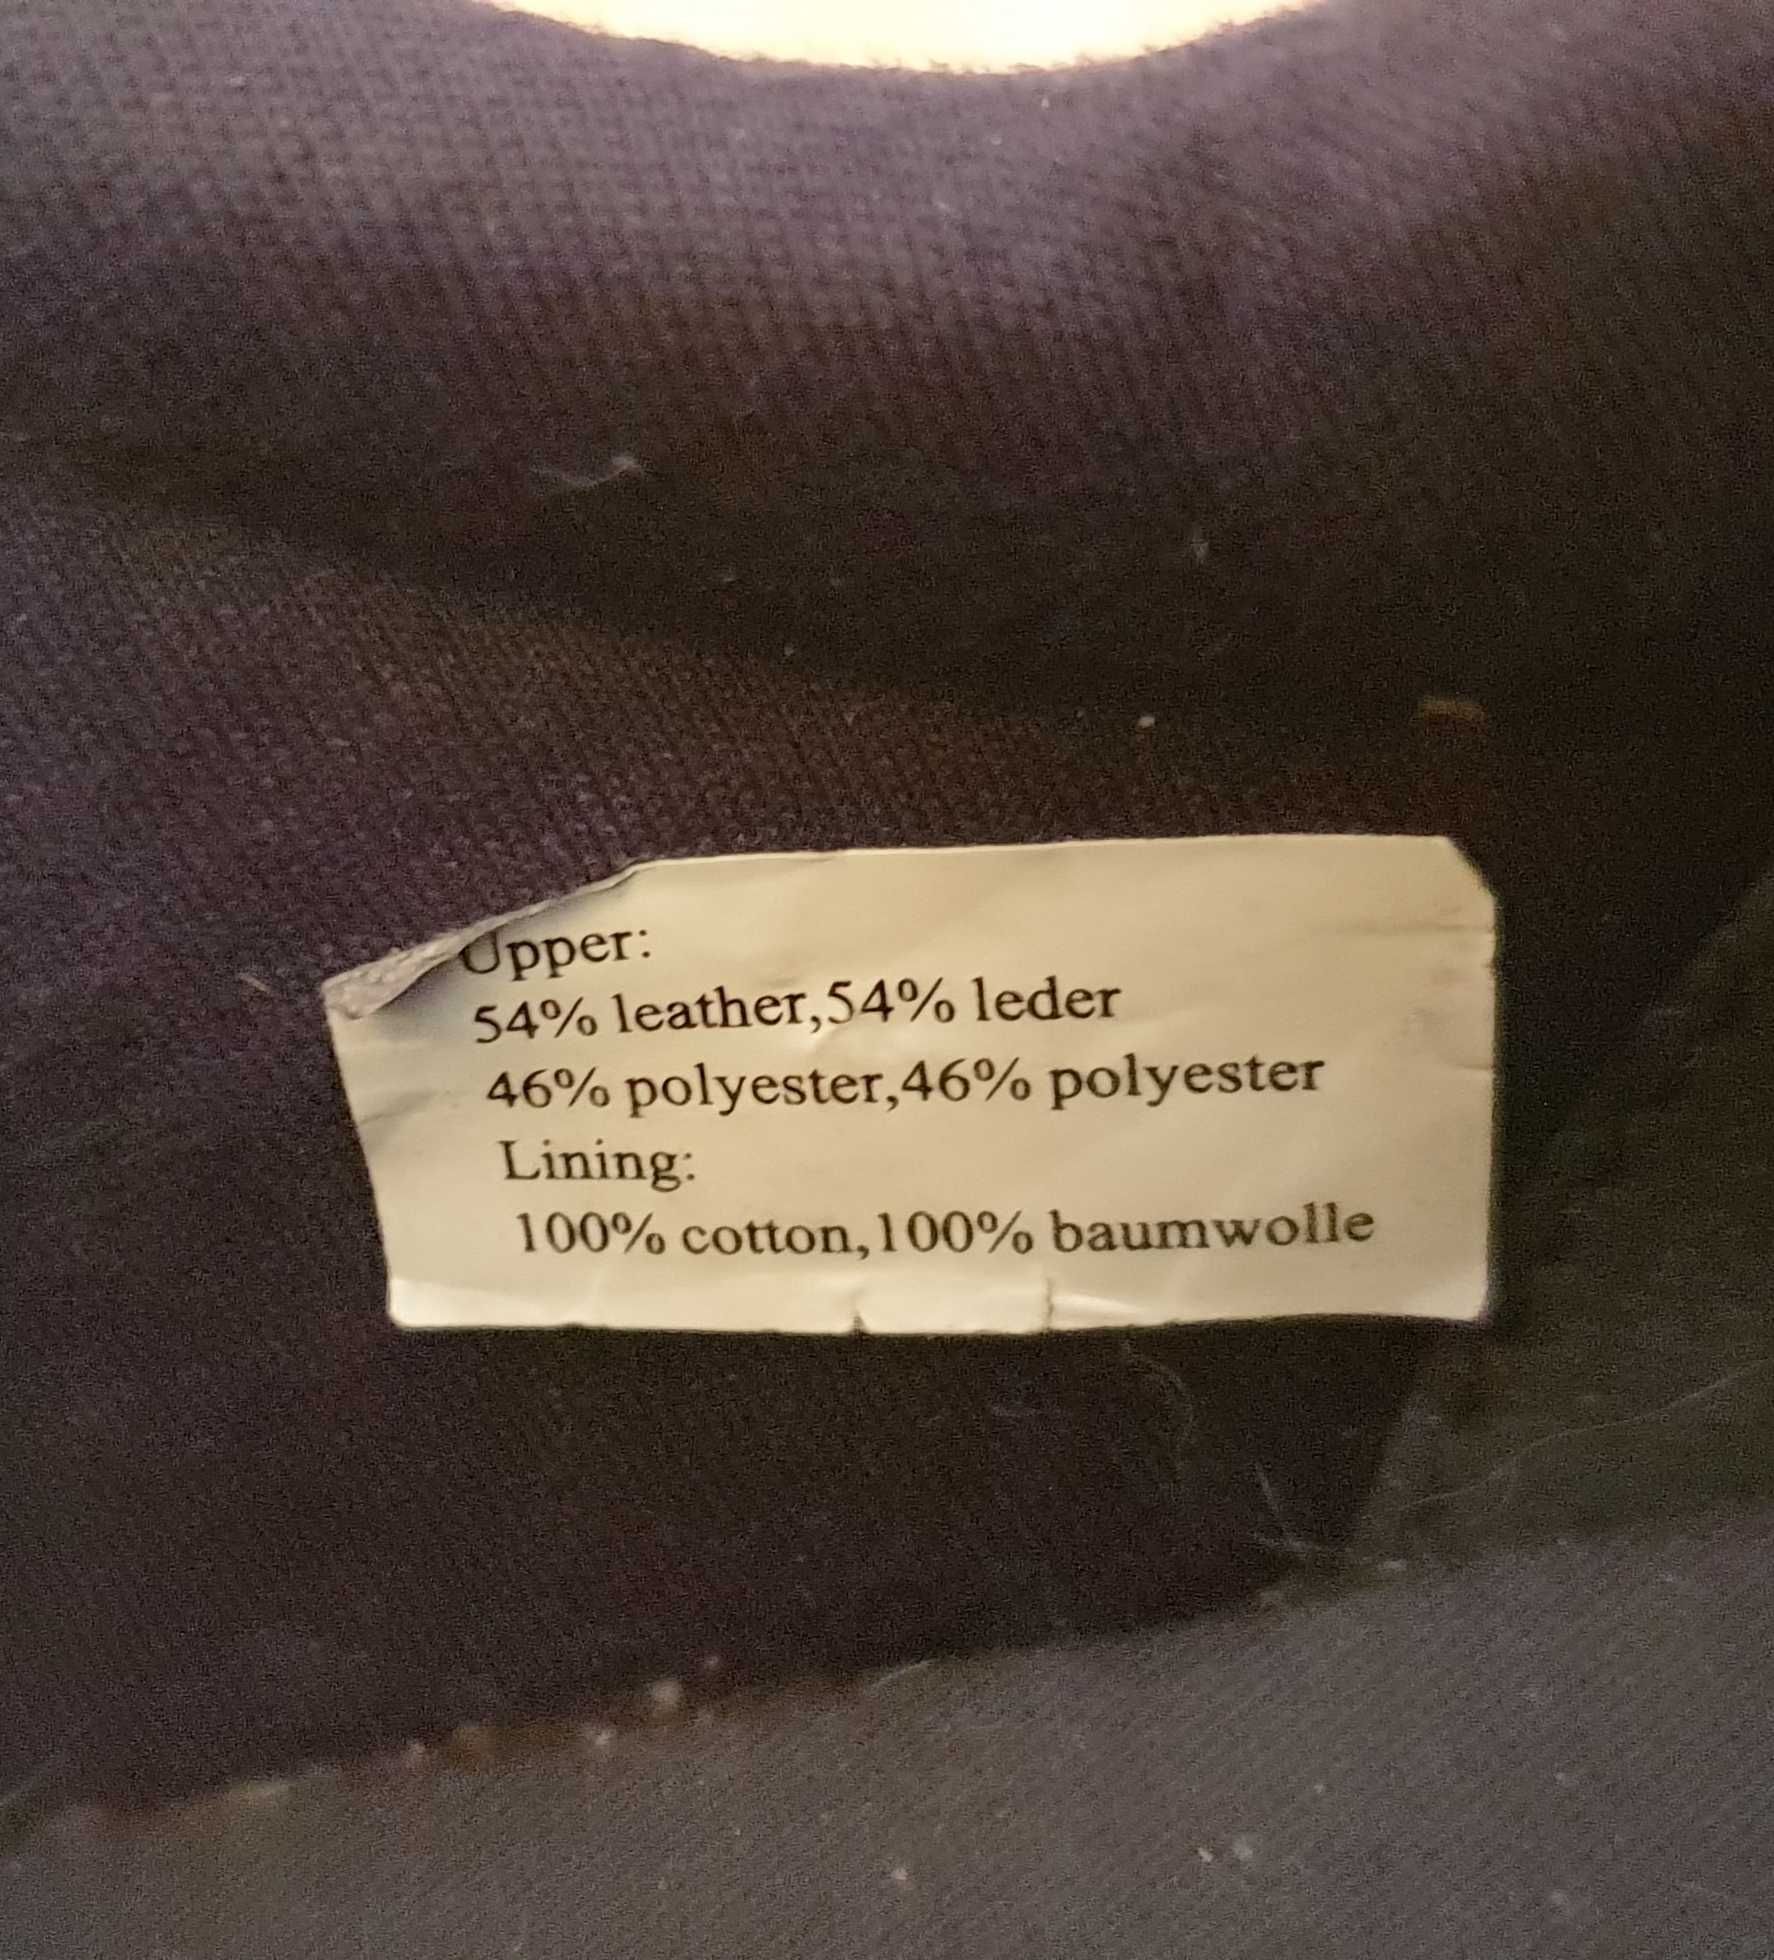 Upper:
54% leather,54% leder
46% polyester,46% polyester
Lining:
100% cotton,100% baumwolle